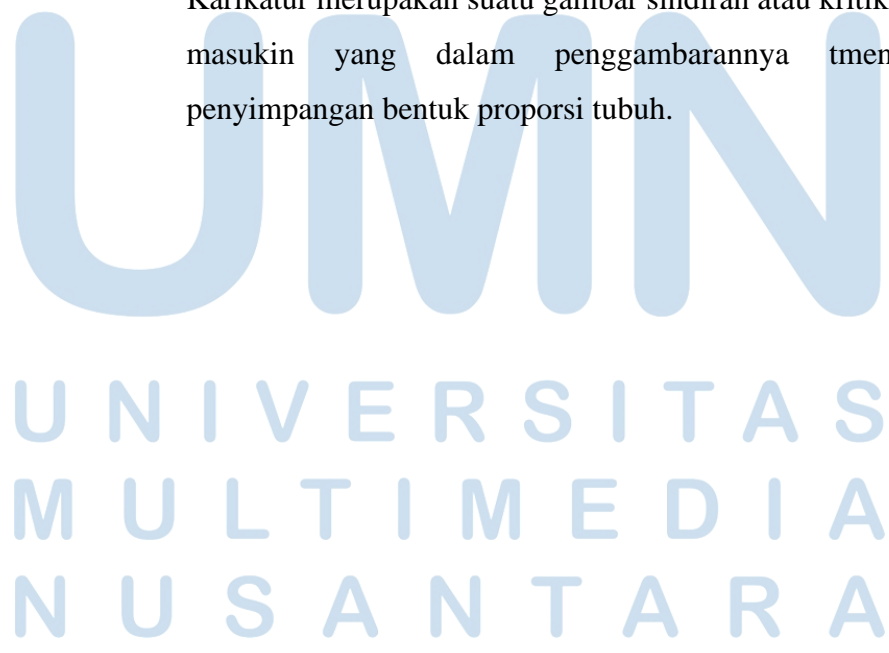 Karikatur merupakan suatu gambar sindiran atau kritik
masukin yang dalam penggambarannya tmen
penyimpangan bentuk proporsi tubuh.
UMN
UNIVERSITAS
MULTIMEDIA
NUSANTARA